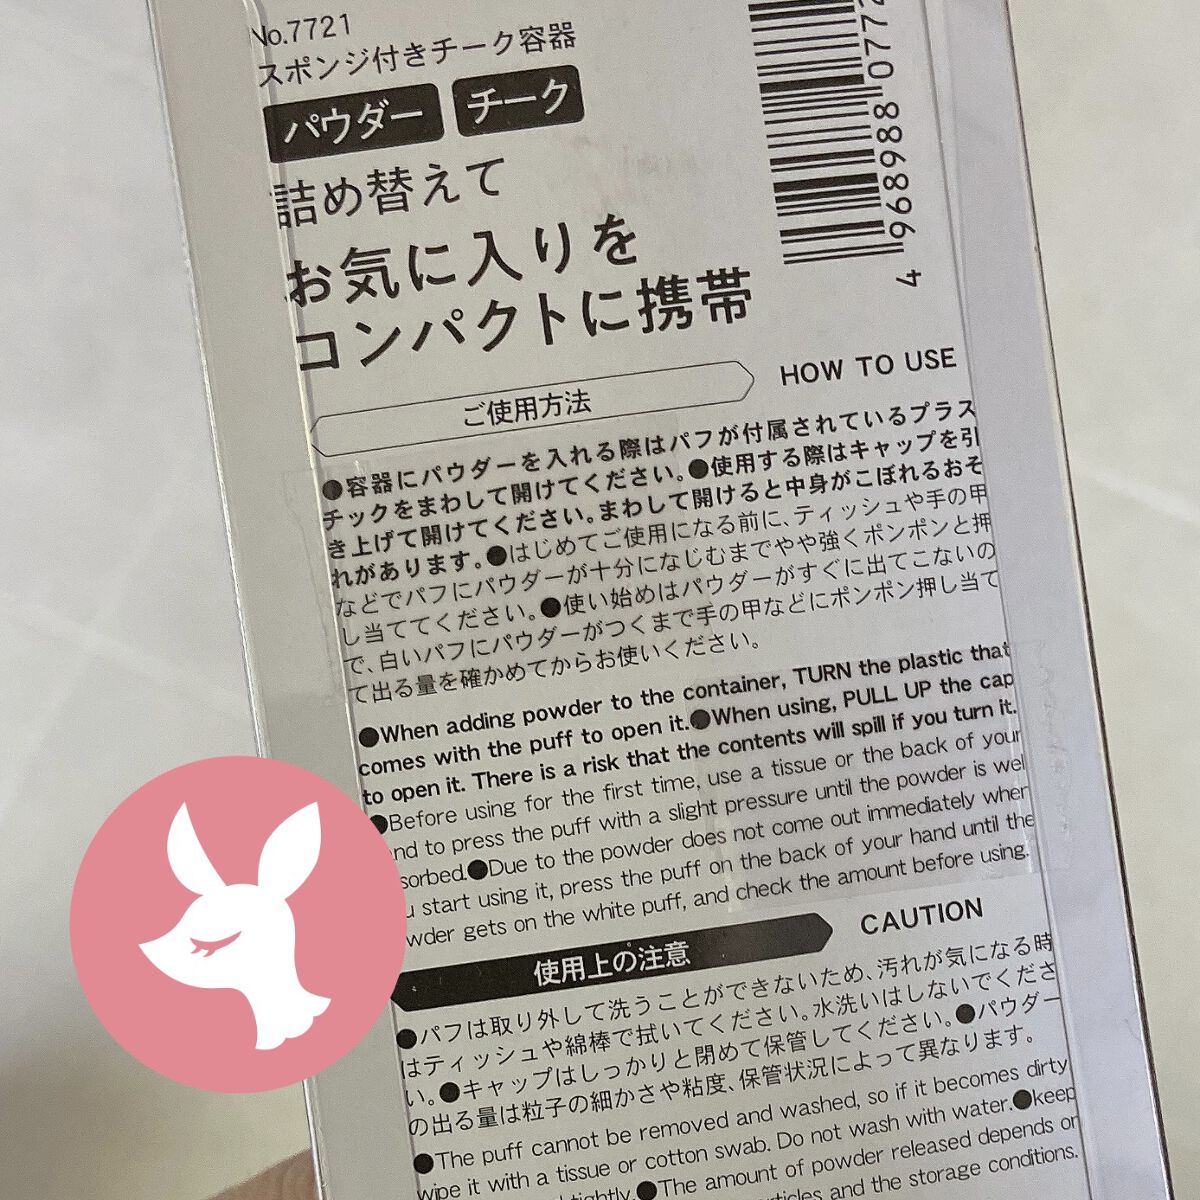 No.7721
スポンジ付きチーク容器
パウダー チーク
詰め替えて
お気に入りを
コンパクトに携帯
4 968988 0772
ご使用方法 HOW TO USE
●容器にパウダーを入れる際はパフが付属されているプラス
チックをまわして開けてください。●使用する際はキャップを引
き上げて開けてください。まわして開けると中身がこぼれるおそ
れがあります。●はじめてご使用になる前に、ティッシュや手の甲
などでパフにパウダーが十分になじむまでやや強くポンポンと押
し当ててください。●使い始めはパウダーがすぐに出てこないの
で、白いパフにパウダーがつくまで手の甲などにポンポン押し当て
て出る量を確かめてからお使いください。
●When adding powder to the container, TURN the plastic that
comes with the puff to open it.●When using, PULL UP the cap
to open it. There is a risk that the contents will spill if you turn it.
●Before using for the first time, use a tissue or the back of your
nd to press the puff with a slight pressure until the powder is wel
sorbed.●Due to the powder does not come out immediately when
u start using it, press the puff on the back of your hand until the
wder gets on the white puff, and check the amount before using.
使用上の注意 CAUTION
●パフは取り外して洗うことができないため、汚れが気になる時
はティッシュや綿棒で拭いてください。水洗いはしないでくださ
い。●キャップはしっかりと閉めて保管してください。●パウダー
の出る量は粒子の細かさや粘度、保管状況によって異なります。
●The puff cannot be removed and washed, so if it becomes dirty
wipe it with a tissue or cotton swab. Do not wash with water.●keep
tightly.●The amount of powder released depends on
rticles and the storage conditions.